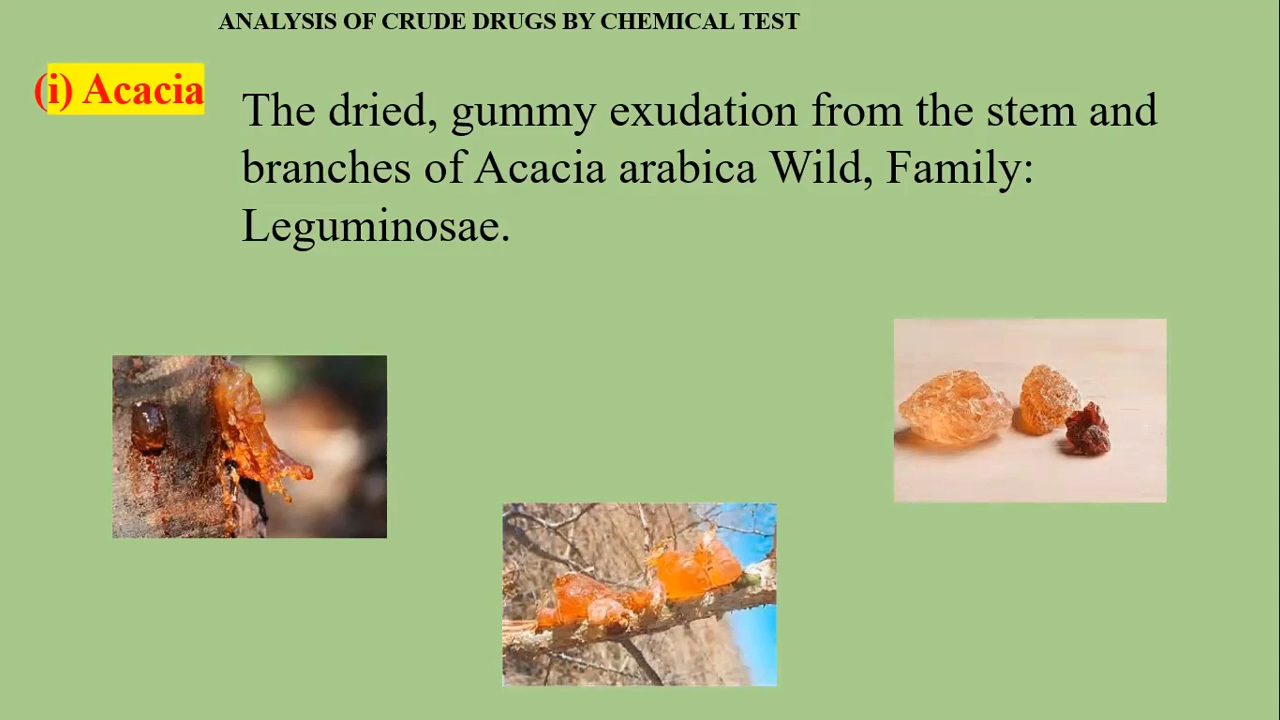 ANALYSIS OF CRUDE DRUGS BY CHEMICAL TEST
(i) Acacia
The dried, gummy exudation from the stem and
branches of Acacia arabica Wild, Family:
Leguminosae.